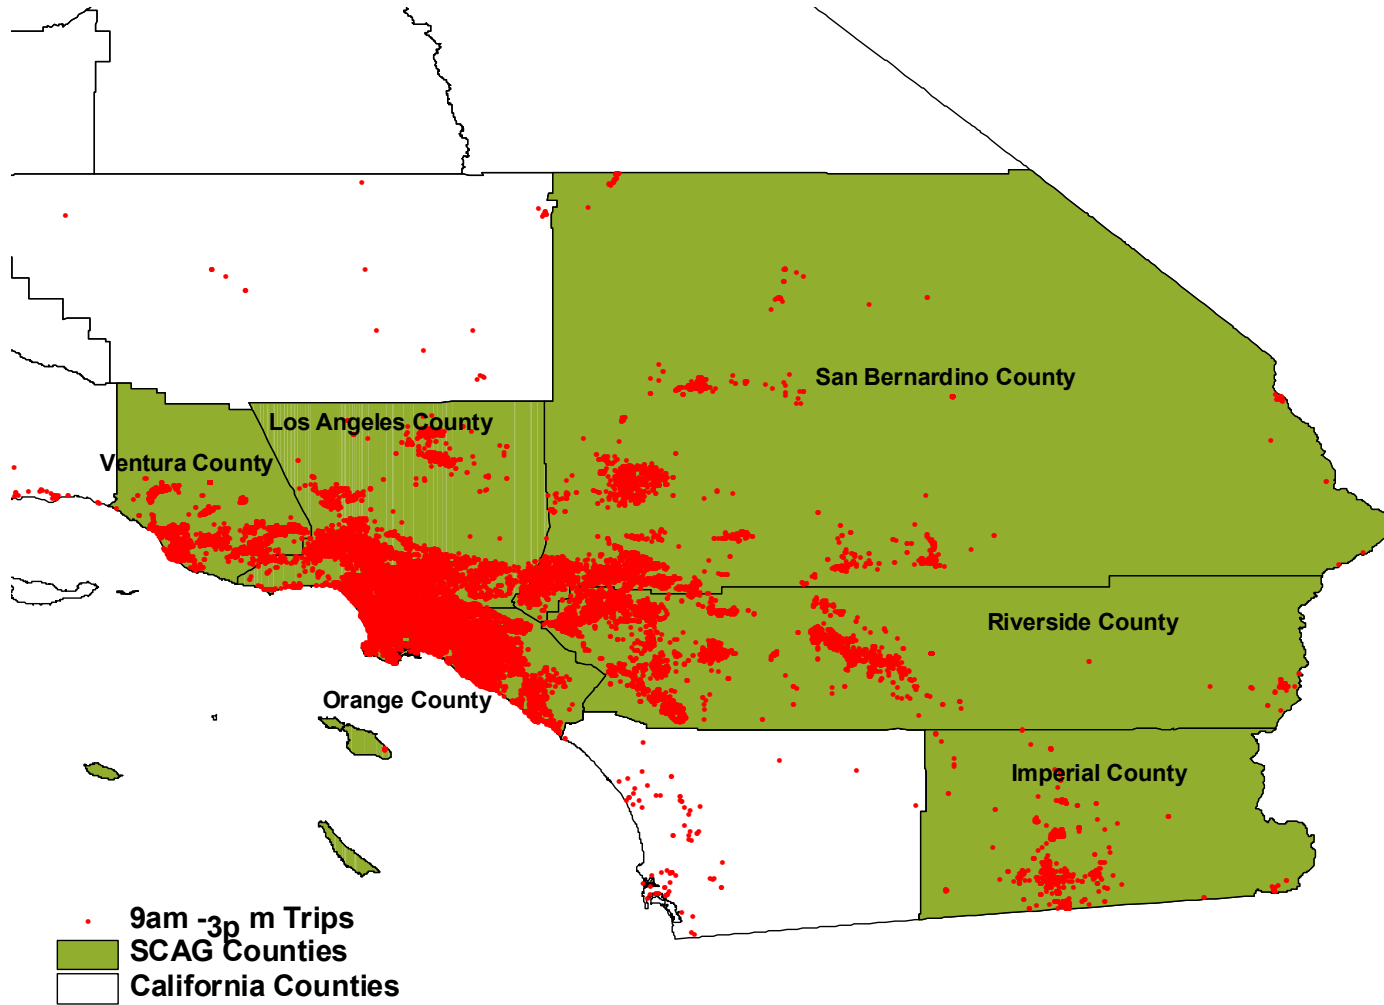 San Bernardino County
Los Angeles County
Ventura County
Riverside County
Orange County
Imperial County
9am -3p m Trips
SCAG Counties
California Counties